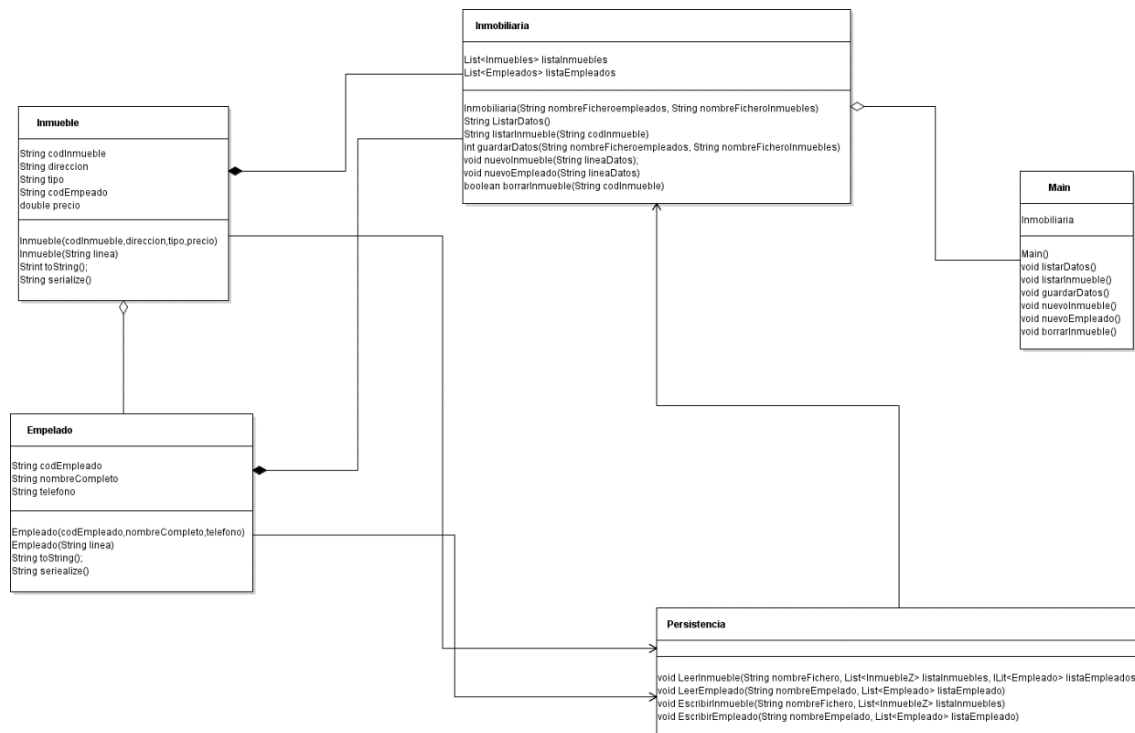 Inmobiliaria
List<Inmuebles> listaInmuebles
List<Empleados> listaEmpleados
Inmobiliaria(String nombreFicheroempleados, String nombreFicheroInmuebles)
String ListarDatos()
String listarInmueble(String codInmueble)
int guardarDatos(String nombreFicheroempleados, String nombreFicheroInmuebles)
void nuevoInmueble(String lineaDatos);
void nuevoEmpleado(String lineaDatos)
boolean borrarInmueble(String codInmueble)
Inmueble
String codInmueble
String direccion
String tipo
String codEmpeado
double precio
Inmueble(codInmueble,direccion,tipo,precio)
Inmueble(String linea)
Strint toString();
String serialize()
Main
Inmobiliaria
Main()
void listarDatos()
void listarInmueble()
void guardarDatos()
void nuevoInmueble()
void nuevoEmpleado()
void borrarInmueble()
Empelado
String codEmpleado
String nombreCompleto
String telefono
Empleado(codEmpleado,nombreCompleto,telefono)
Empleado(String linea)
String toString();
String seriealize()
Persistencia
void LeerInmueble(String nombreFichero, List<InmuebleZ> listaInmuebles, ILit<Empleado> listaEmpleados
void LeerEmpleado(String nombreEmpelado, List<Empleado> listaEmpleado)
void EscribirInmueble(String nombreFichero, List<InmuebleZ> listaInmuebles)
void EscribirEmpleado(String nombreEmpelado, List<Empleado> listaEmpleado)